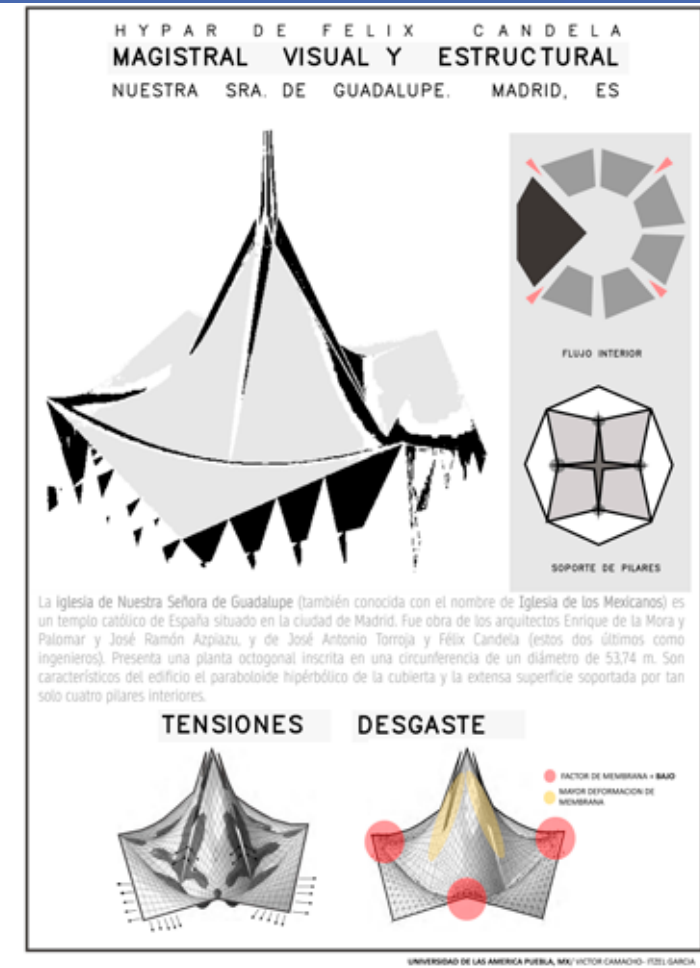 HYPAR DE FELIX CANDELA
MAGISTRAL VISUAL Y ESTRUCTURAL
NUESTRA SRA. DE GUADALUPE. MADRID, ES
FLUJO INTERIOR
SOPORTE DE PILARES
La iglesia de Nuestra Señora de Guadalupe (también conocida con el nombre de Iglesia de los Mexicanos) es
un templo católico de España situado en la ciudad de Madrid. Fue obra de los arquitectos Enrique de la Mora y
Palomar y José Ramón Azpiazu, y de José Antonio Torroja y Félix Candela (estos dos últimos como
ingenieros). Presenta una planta octogonal inscrita en una circunferencia de un diámetro de 53,74 m. Son
característicos del edificio el paraboloide hipérbólico de la cubierta y la extensa superficie soportada por tan
solo cuatro pilares interiores.
TENSIONES DESGASTE
FACTOR DE MEMBRANA = BAJO
MAYOR DEFORMACION DE
MEMBRANA
UNIVERSIDAD DE LAS AMERICA PUEBLA, MX/ VICTOR CAMACHO- ITZEL GARCIA